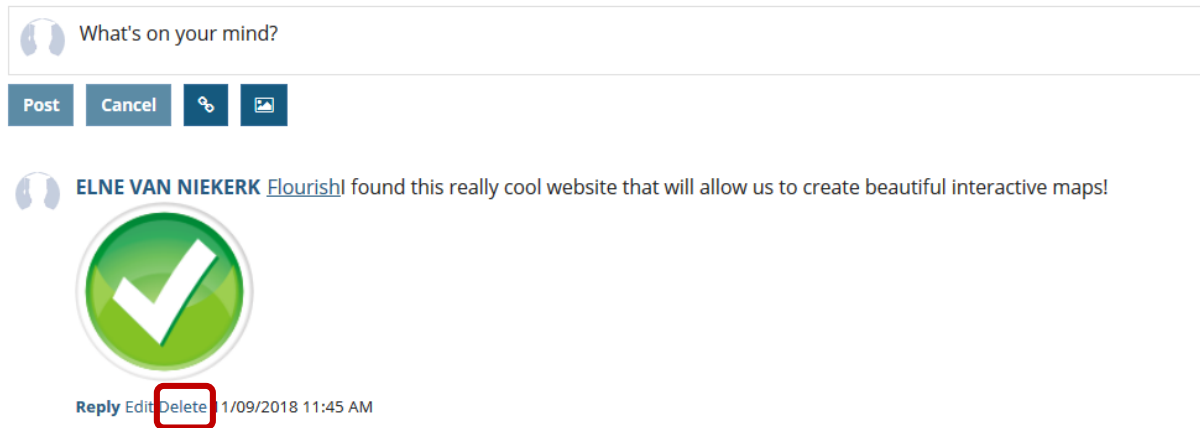 What's on your mind?
Post Cancel
ELNE VAN NIEKERK FlourishI found this really cool website that will allow us to create beautiful interactive maps!
Reply Edit Delete 11/09/2018 11:45 AM